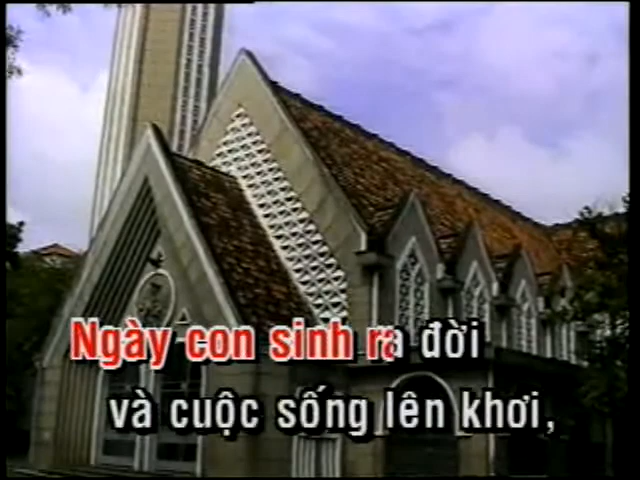 Ngày con sinh ra đời
và cuộc sống lên khơi,